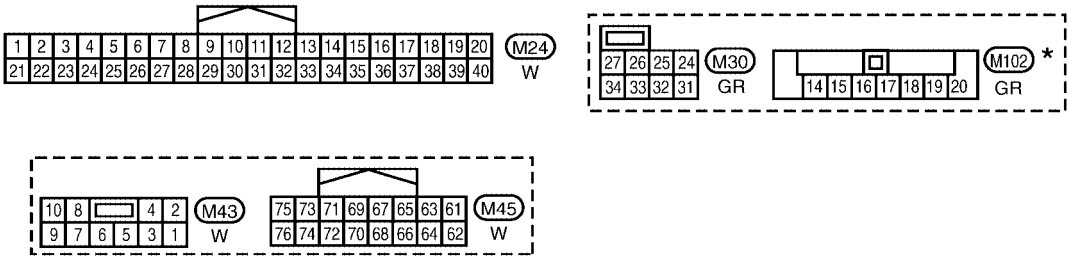 1 2 3 4 5 6 7 8 9 10 11 12 13 14 15 16 17 18 19 20 M24
21 22 23 24 25 26 27 28 29 30 31 32 33 34 35 36 37 38 39 40 W
27 26 25 24 M30
34 33 32 31 GR
M102 *
14 15 16 17 18 19 20 GR
10 8 4 2 M43
9 7 6 5 3 1 W
75 73 71 69 67 65 63 61 M45
76 74 72 70 68 66 64 62 W